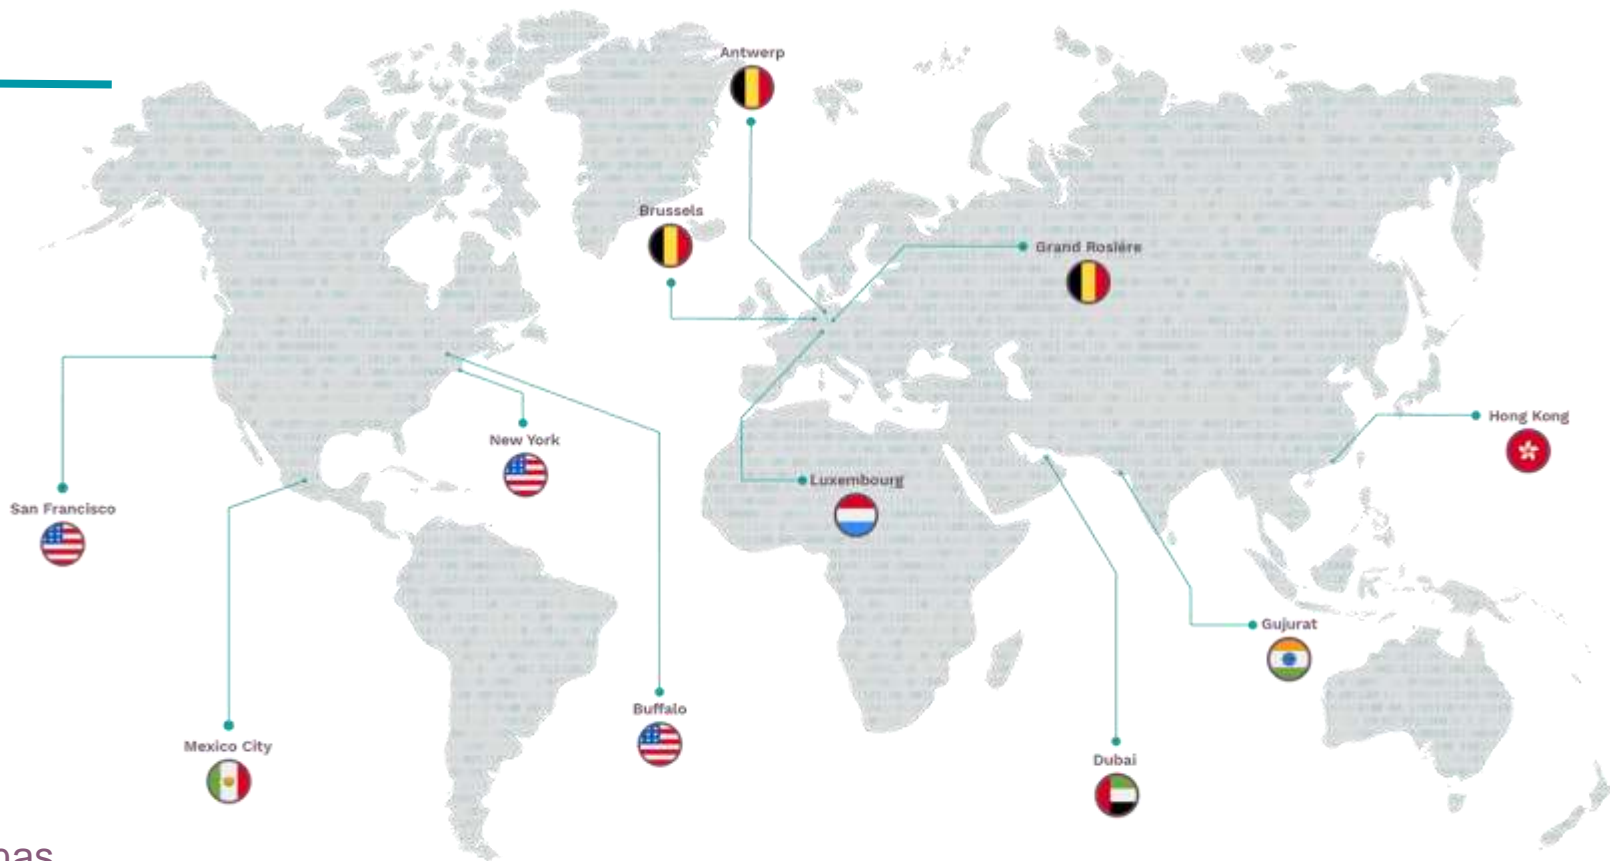 Antwerp
Brussels
Grand Rosière
Hong Kong
New York
Luxembourg
San Francisco
Gujurat
Buffalo
Mexico City
Dubai